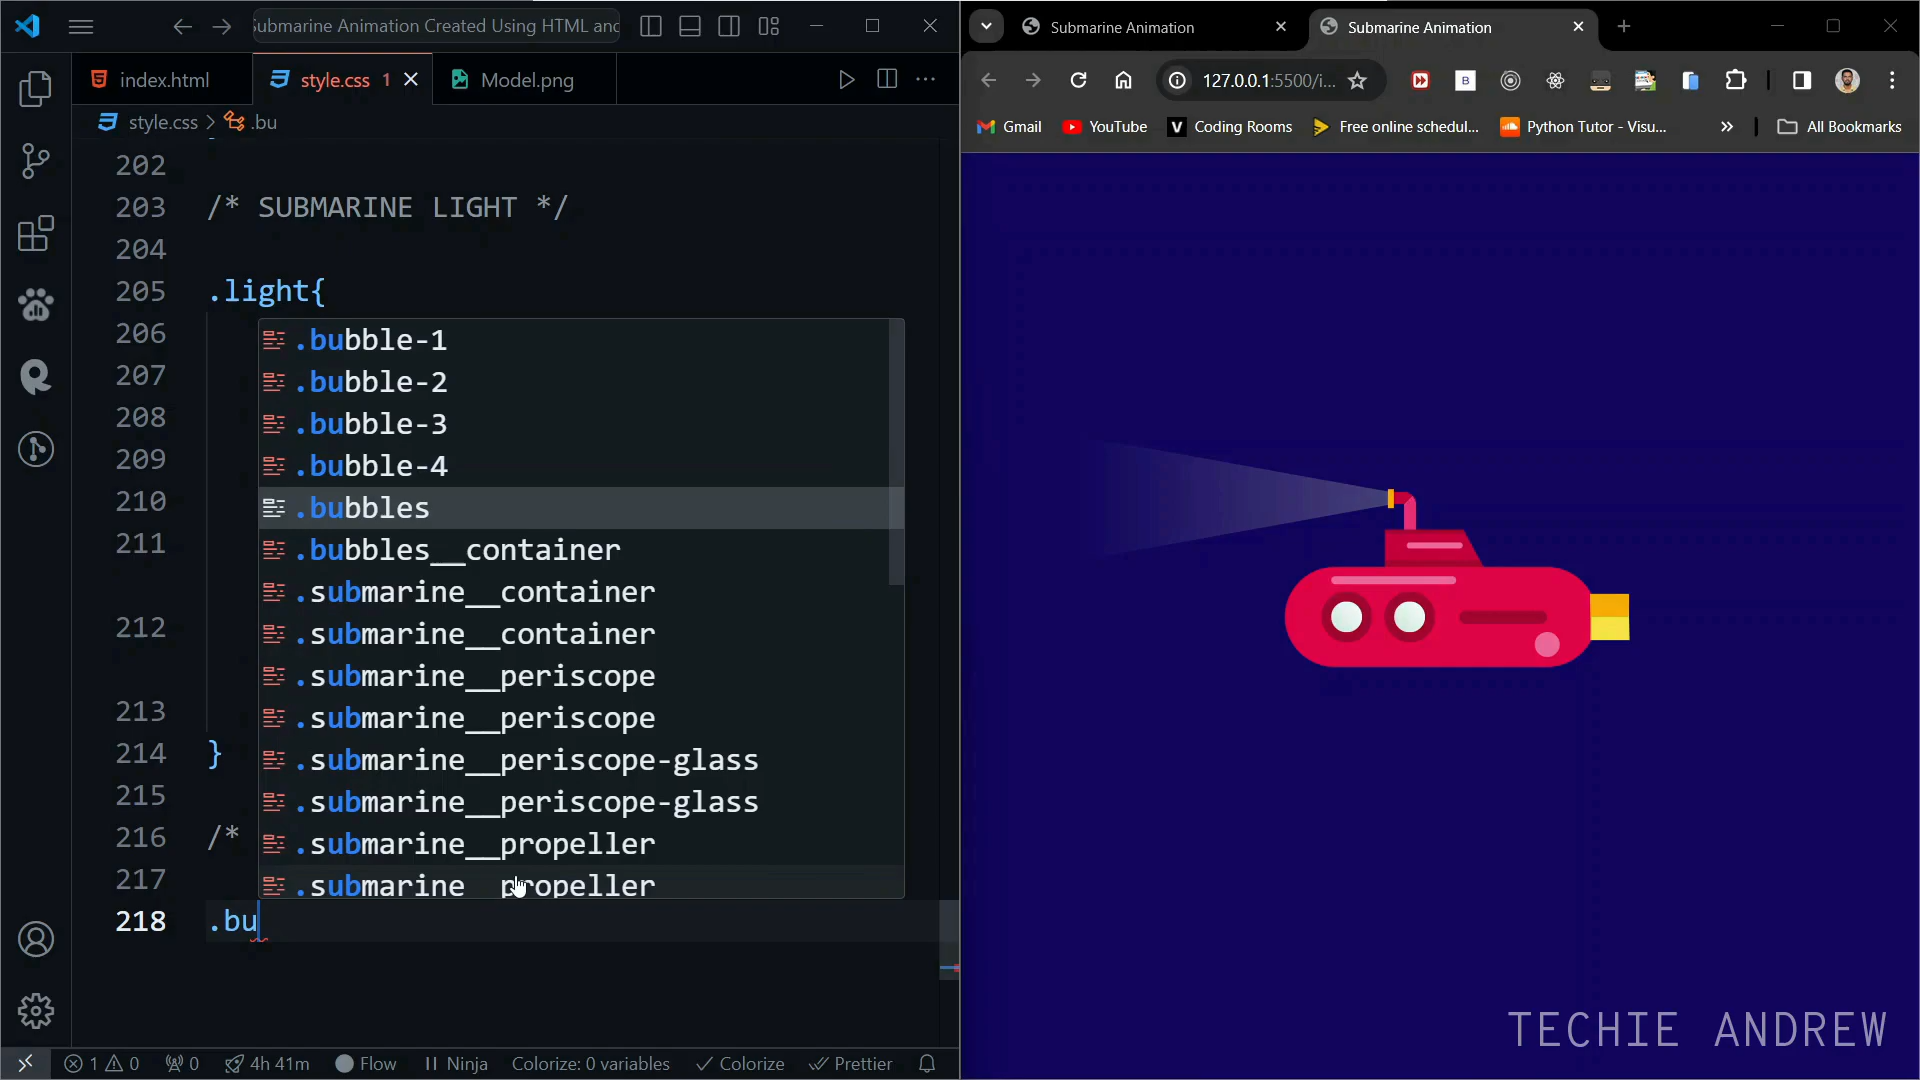 Submarine Animation Created Using HTML and
index.html
style.css 1
Model.png
style.css > .bu
202
203 /* SUBMARINE LIGHT */
204
205 .light{
206
207
208
209
210
211
212
213
214 }
215
216 /*
217
218 .bu
.bubble-1
.bubble-2
.bubble-3
.bubble-4
.bubbles
.bubbles__container
.submarine__container
.submarine__container
.submarine__periscope
.submarine__periscope
.submarine__periscope-glass
.submarine__periscope-glass
.submarine__propeller
.submarine__propeller
1 0 0 4h 41m Flow Ninja Colorize: 0 variables Colorize Prettier
Submarine Animation
Submarine Animation
127.0.0.1:5500/i...
B
Gmail YouTube V Coding Rooms Free online schedul... Python Tutor - Visu... » All Bookmarks
TECHIE ANDREW